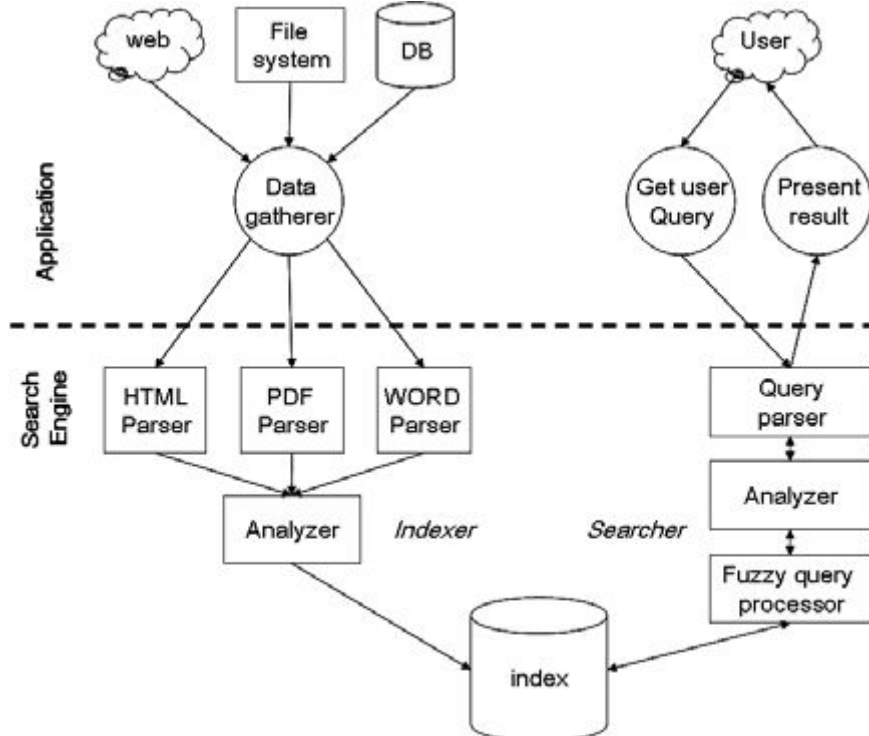 web
File
system
DB
User
Application
Data
gatherer
Get user
Query
Present
result
Search
Engine
HTML
Parser
PDF
Parser
WORD
Parser
Query
parser
Analyzer
Indexer
Searcher
Analyzer
Fuzzy query
processor
index